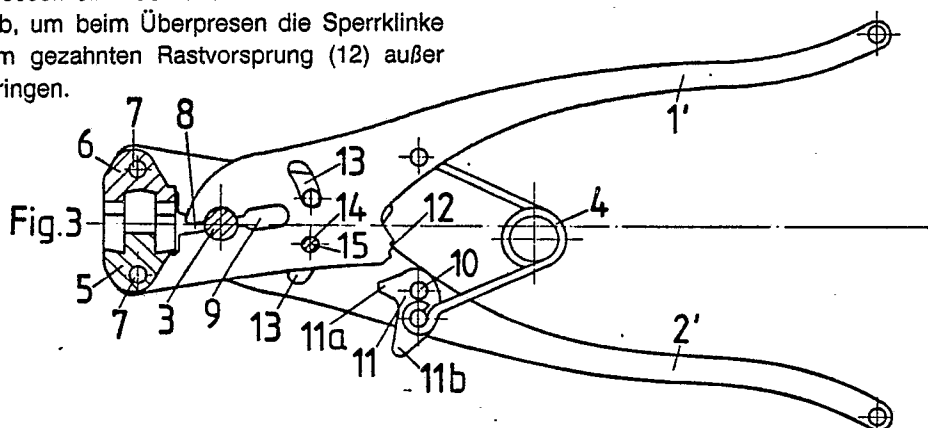 b, um beim Überpresen die Sperrklinke
m gezahnten Rastvorsprung (12) außer
ringen.
1'
7
8
6
13
Fig.3
14
12
4
15
10
5
7
3
9
13
11a
11
11b
2'